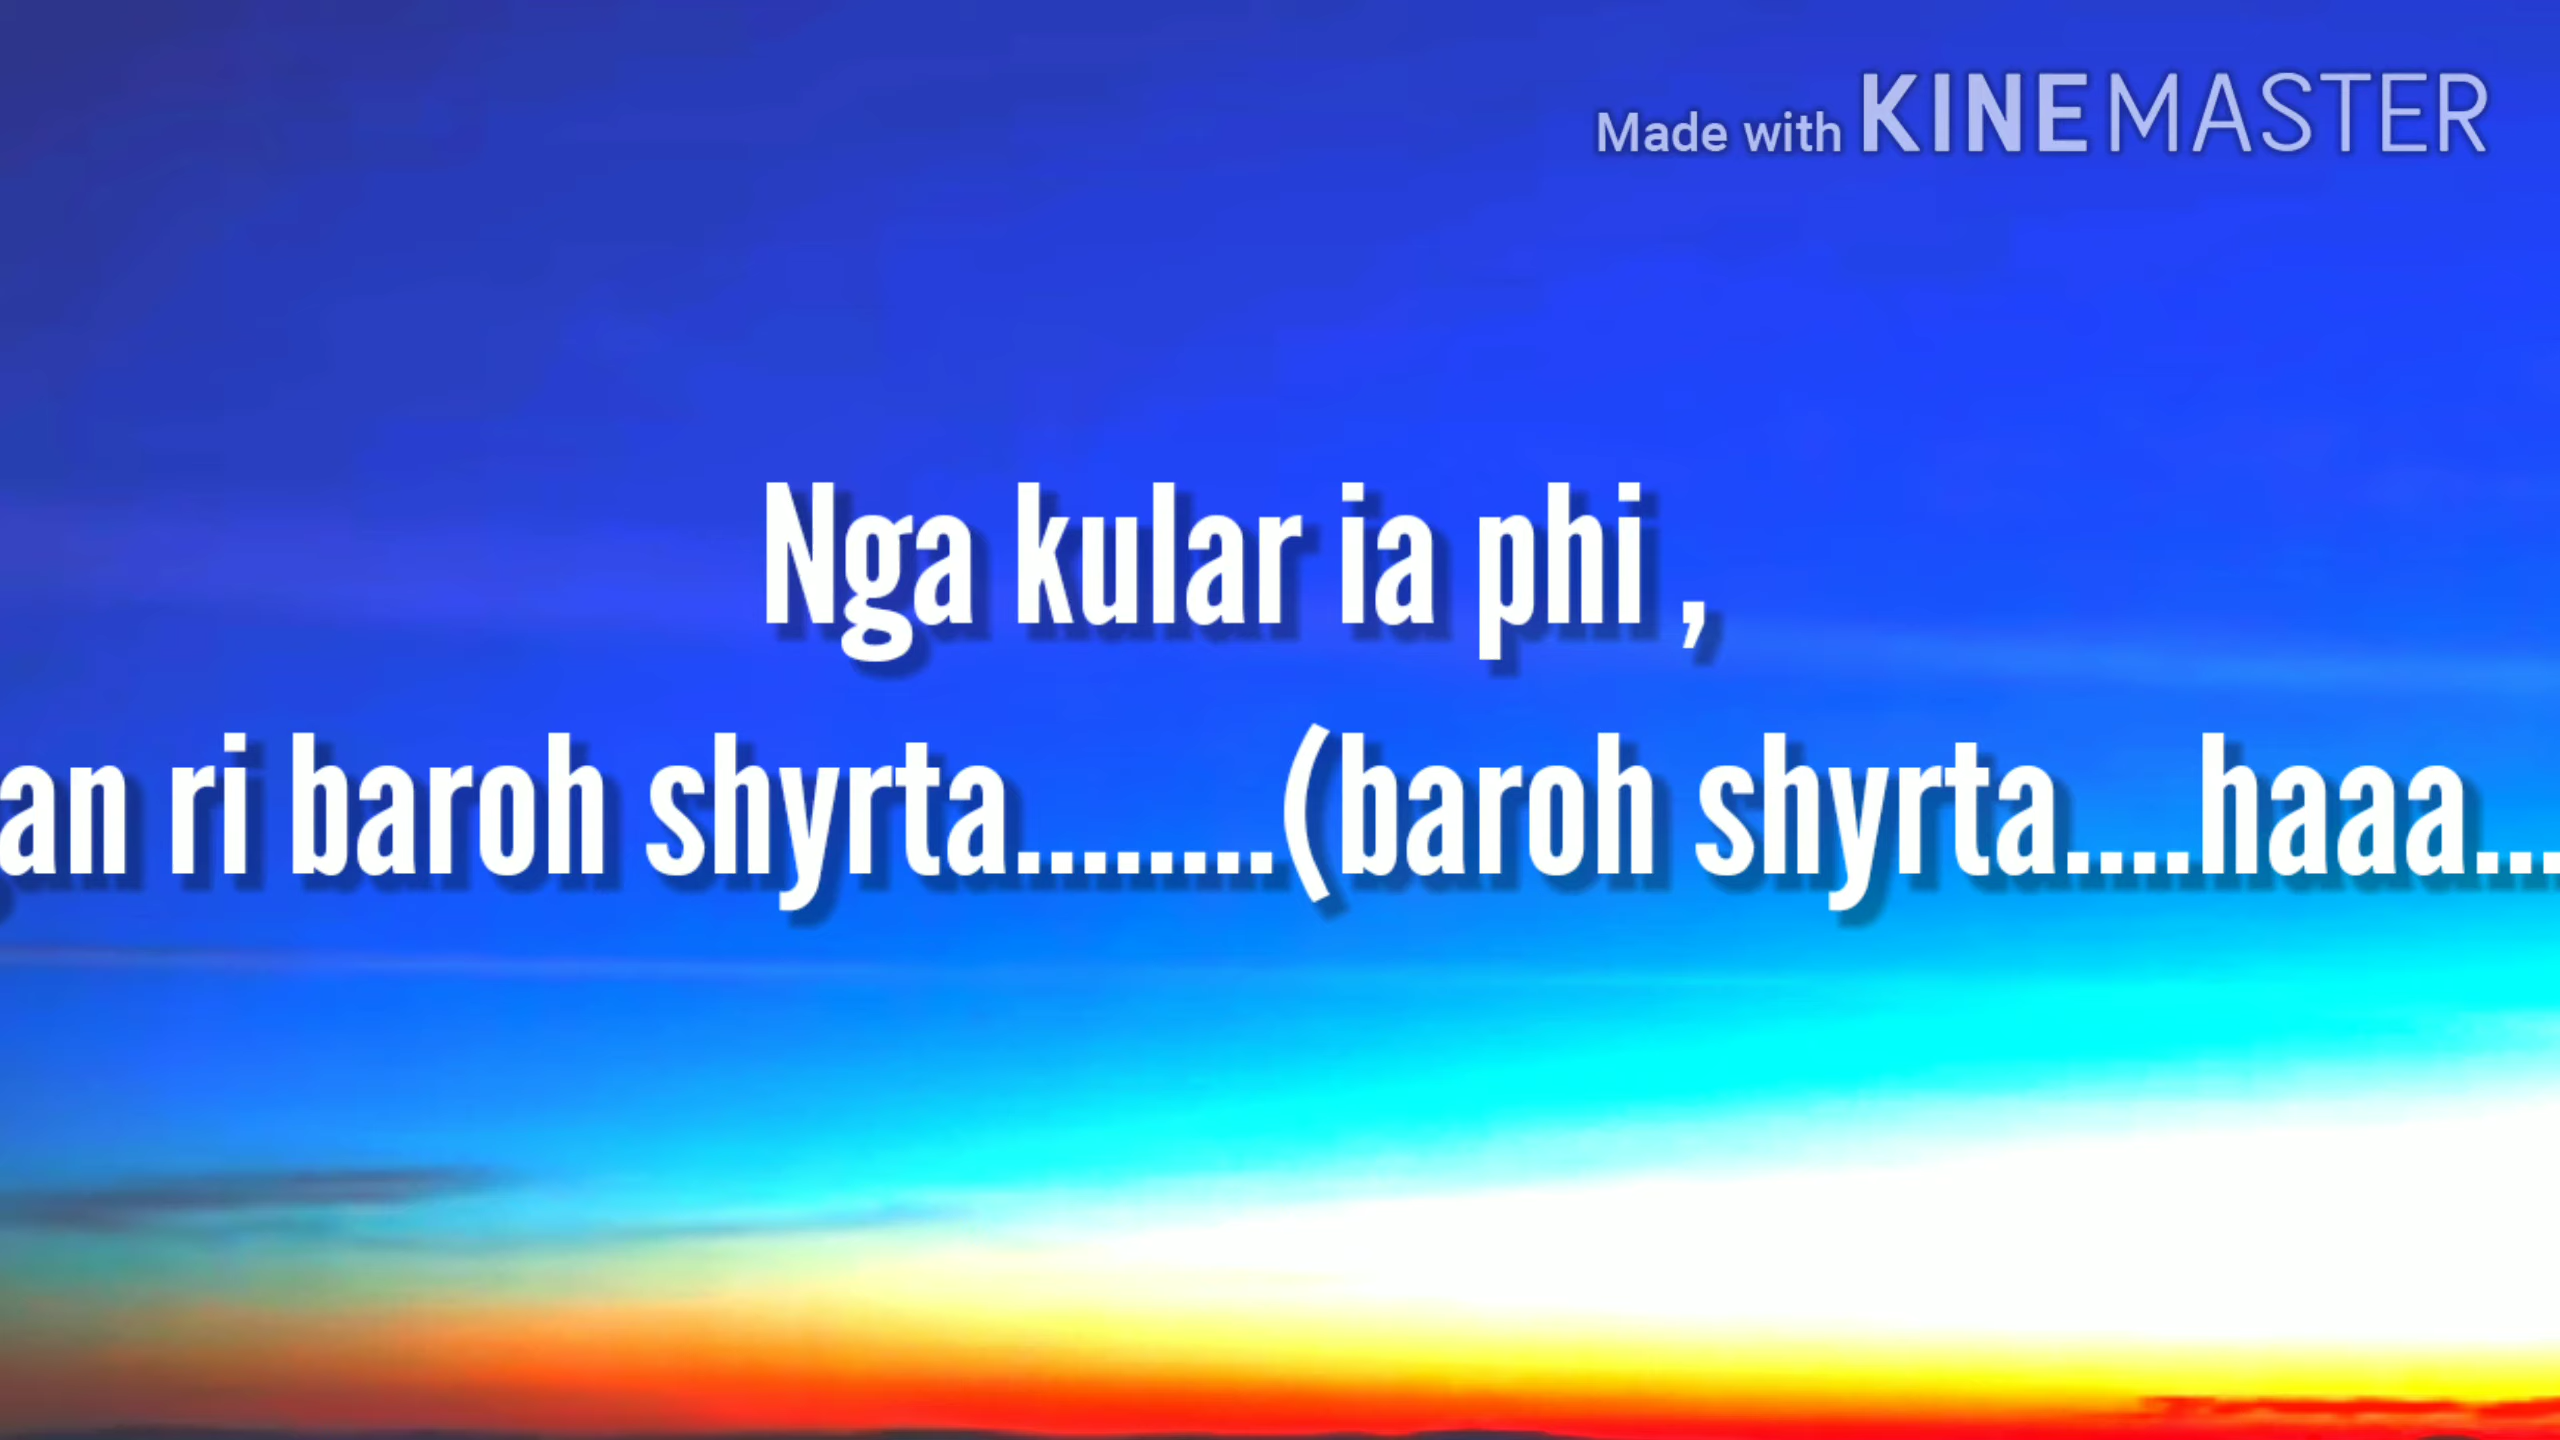 Made with KINEMASTER
Nga kular ia phi ,
an ri baroh shyrta........(baroh shyrta....haaa...